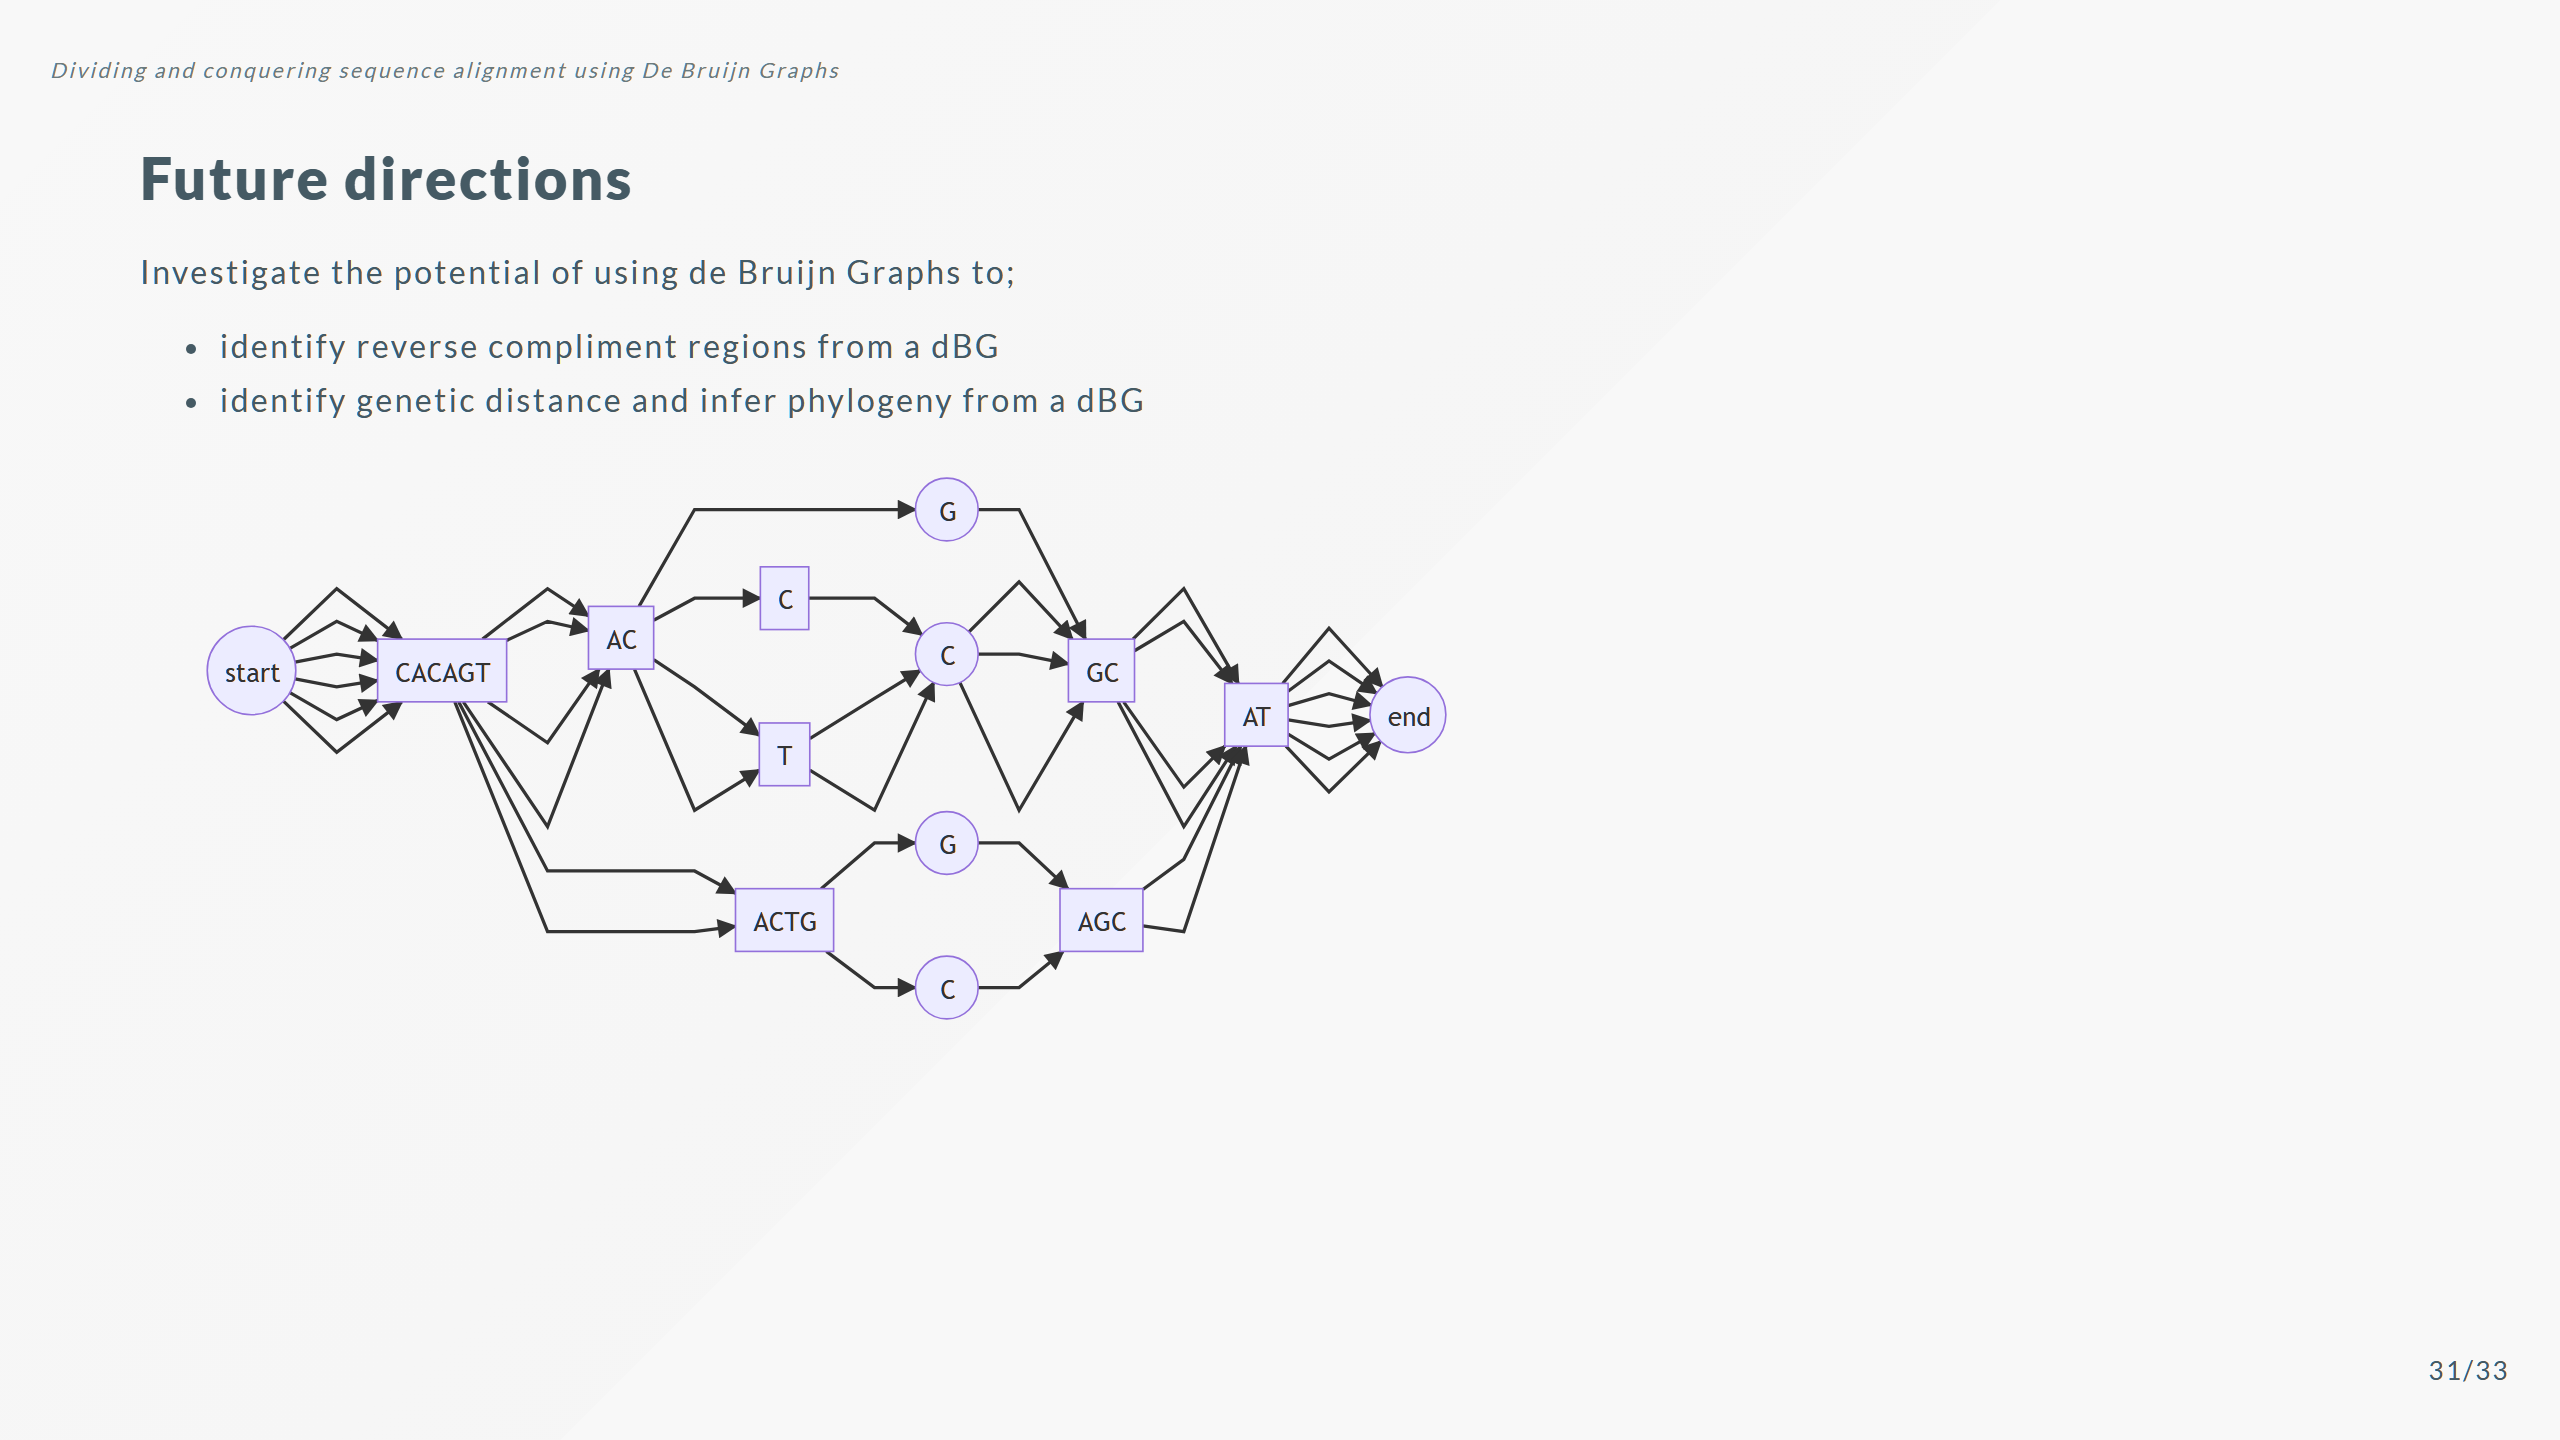 Dividing and conquering sequence alignment using De Bruijn Graphs
Future directions
Investigate the potential of using de Bruijn Graphs to;
• identify reverse compliment regions from a dBG
• identify genetic distance and infer phylogeny from a dBG
G
C
AC
C
start
CACAGT
GC
AT
end
T
G
ACTG
AGC
C
31/33